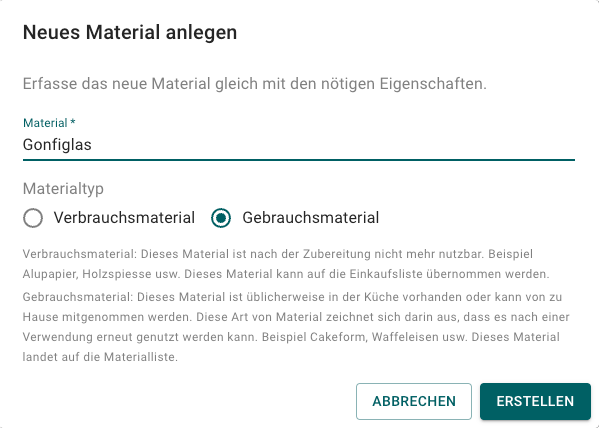 Neues Material anlegen
Erfasse das neue Material gleich mit den nötigen Eigenschaften.
Material *
Gonfiglas
Materialtyp
Verbrauchsmaterial Gebrauchsmaterial
Verbrauchsmaterial: Dieses Material ist nach der Zubereitung nicht mehr nutzbar. Beispiel
Alupapier, Holzspiesse usw. Dieses Material kann auf die Einkaufsliste übernommen werden.
Gebrauchsmaterial: Dieses Material ist üblicherweise in der Küche vorhanden oder kann von zu
Hause mitgenommen werden. Diese Art von Material zeichnet sich darin aus, dass es nach einer
Verwendung erneut genutzt werden kann. Beispiel Cakeform, Waffeleisen usw. Dieses Material
landet auf die Materialliste.
ABBRECHEN ERSTELLEN